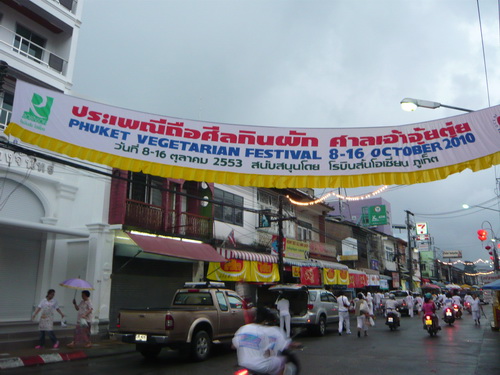 ประเพณีถือศีลกินผัก ศาลเจ้าจุ้ยตุ่ย
PHUKET VEGETARIAN FESTIVAL 8-16 OCTOBER 2010
วันที่ 8-16 ตุลาคม 2553 สนับสนุนโดย โรบินสันโอเชี่ยน ภูเก็ต